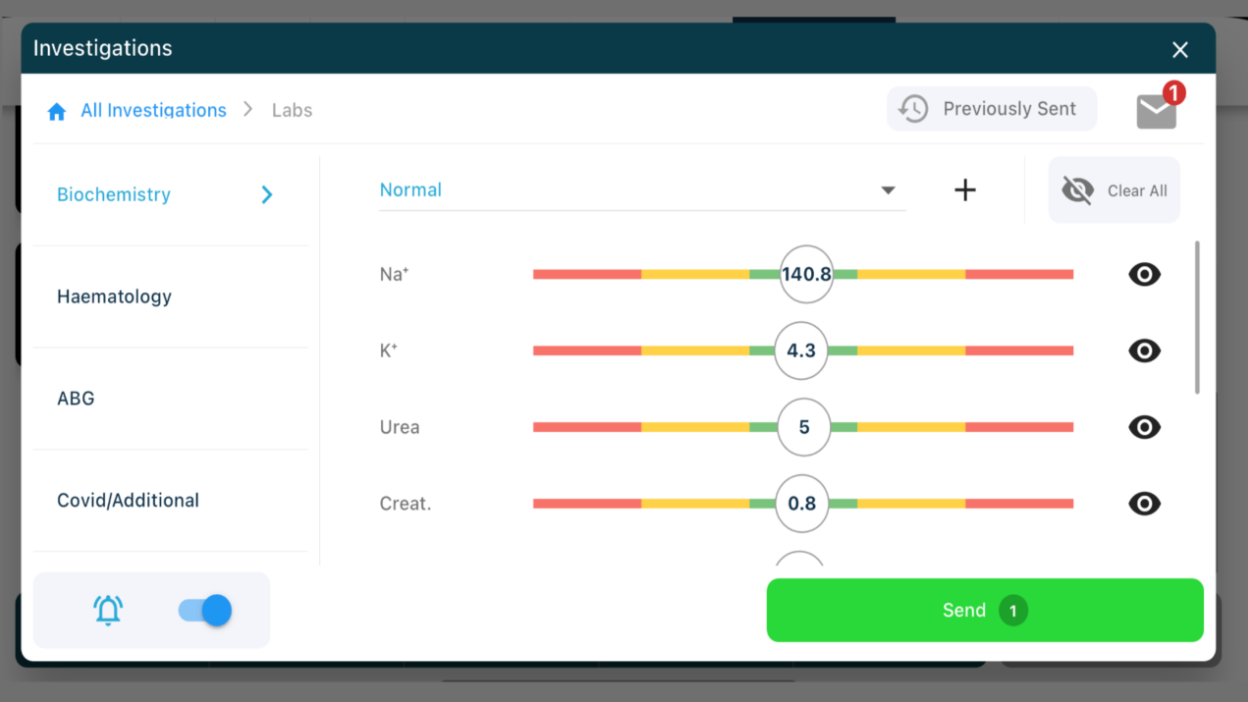 Investigations
All Investigations > Labs
Previously Sent
1
Biochemistry
Haematology
ABG
Covid/Additional
Normal
Clear All
Na⁺ 140.8
K⁺ 4.3
Urea 5
Creat. 0.8
Send 1